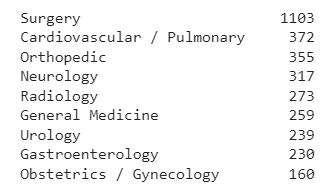 Surgery 1103
Cardiovascular / Pulmonary 372
Orthopedic 355
Neurology 317
Radiology 273
General Medicine 259
Urology 239
Gastroenterology 230
Obstetrics / Gynecology 160